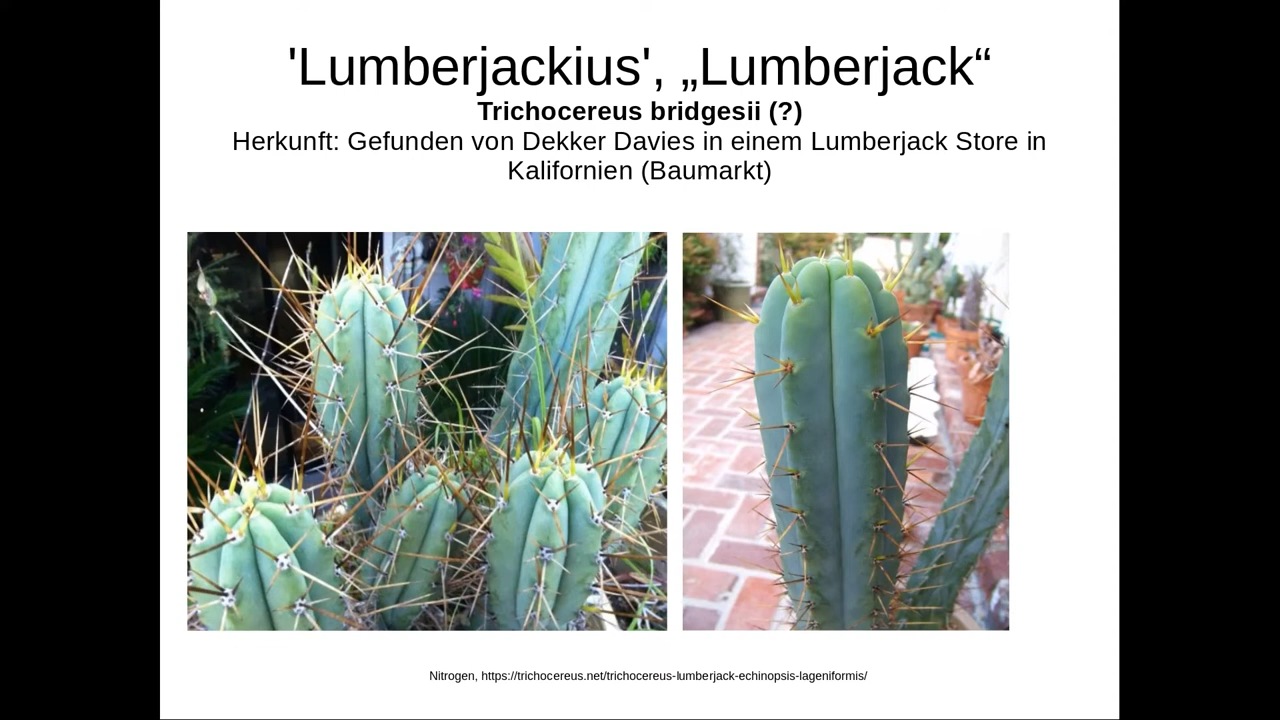 'Lumberjackius', „Lumberjack“
Trichocereus bridgesii (?)
Herkunft: Gefunden von Dekker Davies in einem Lumberjack Store in
Kalifornien (Baumarkt)
Nitrogen, https://trichocereus.net/trichocereus-lumberjack-echinopsis-lageniformis/